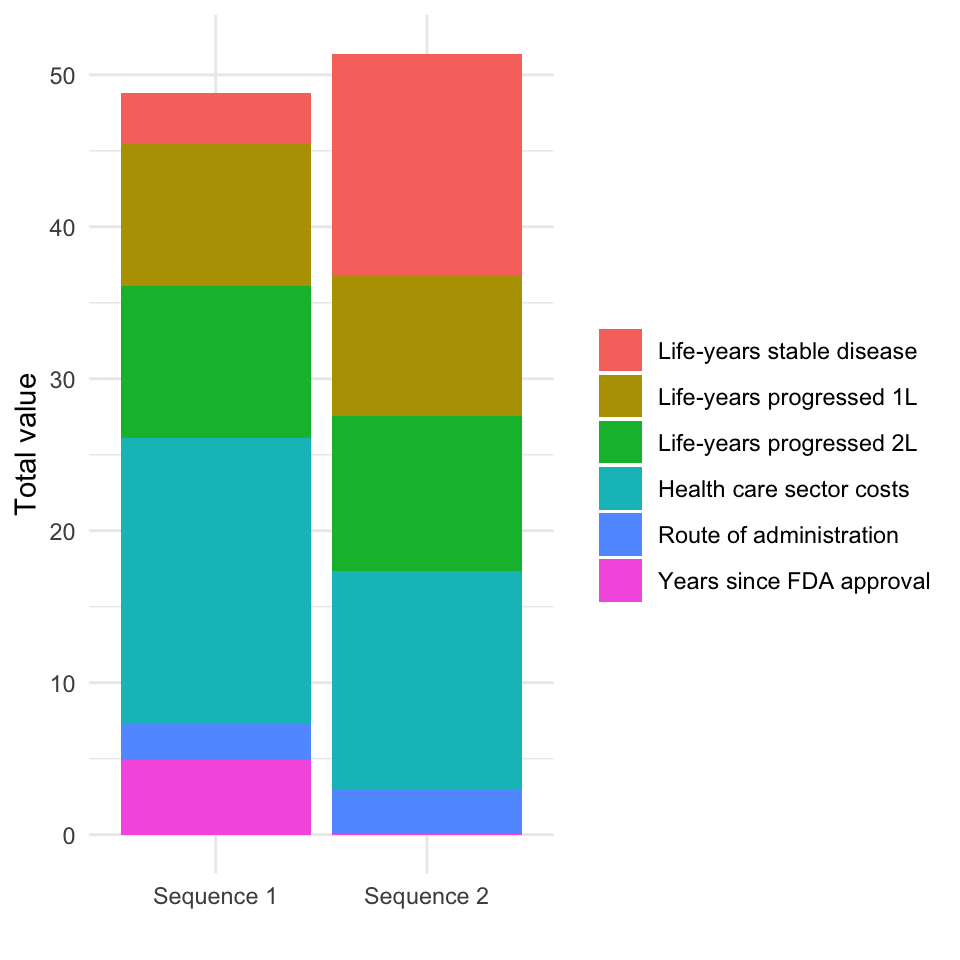 Total value
50
40
30
20
10
0
Sequence 1
Sequence 2
Life-years stable disease
Life-years progressed 1L
Life-years progressed 2L
Health care sector costs
Route of administration
Years since FDA approval